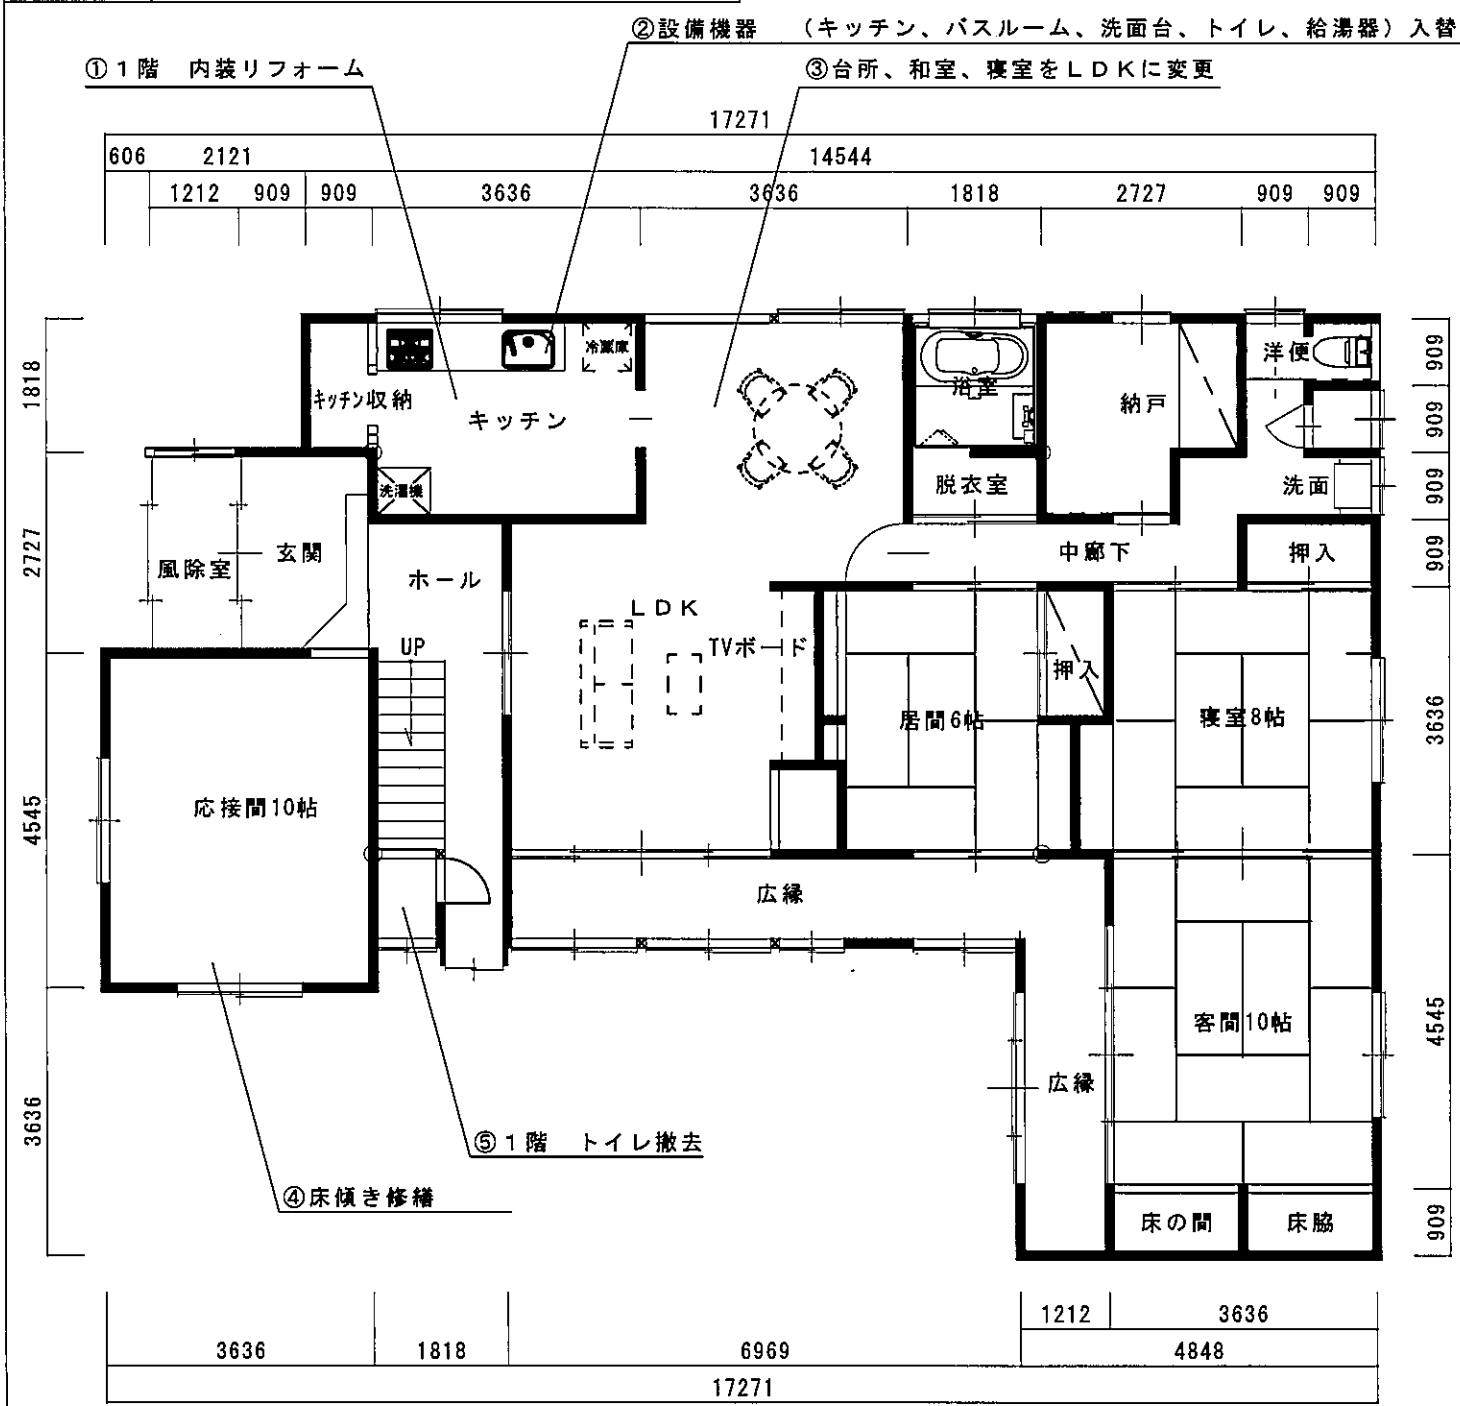 ②設備機器　（キッチン、バスルーム、洗面台、トイレ、給湯器）入替
①１階　内装リフォーム
③台所、和室、寝室をＬＤＫに変更
17271
606 2121 14544
1212 909 909 3636 3636 1818 2727 909 909
1818
2727
4545
3636
909
909
909
909
3636
4545
909
冷蔵庫
キッチン収納
キッチン
洗濯機
浴室
脱衣室
納戸
洋便
洗面
中廊下
押入
風除室
玄関
ホール
UP
ＬＤＫ
TVボード
居間6帖
押入
寝室8帖
応接間10帖
広縁
客間10帖
広縁
床の間
床脇
⑤１階　トイレ撤去
④床傾き修繕
1212 3636
3636 1818 6969 4848
17271